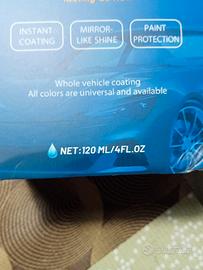 INSTANT
COATING
MIRROR-
LIKE SHINE
PAINT
PROTECTION
Whole vehicle coating
All colors are universal and available
NET:120 ML/4FL.OZ